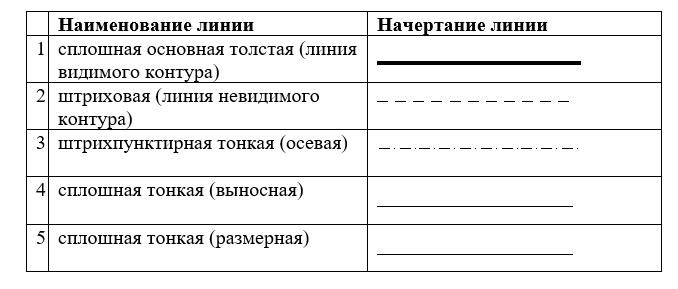 Наименование линии Начертание линии
1 сплошная основная толстая (линия
видимого контура)
2 штриховая (линия невидимого
контура)
3 штрихпунктирная тонкая (осевая)
4 сплошная тонкая (выносная)
5 сплошная тонкая (размерная)